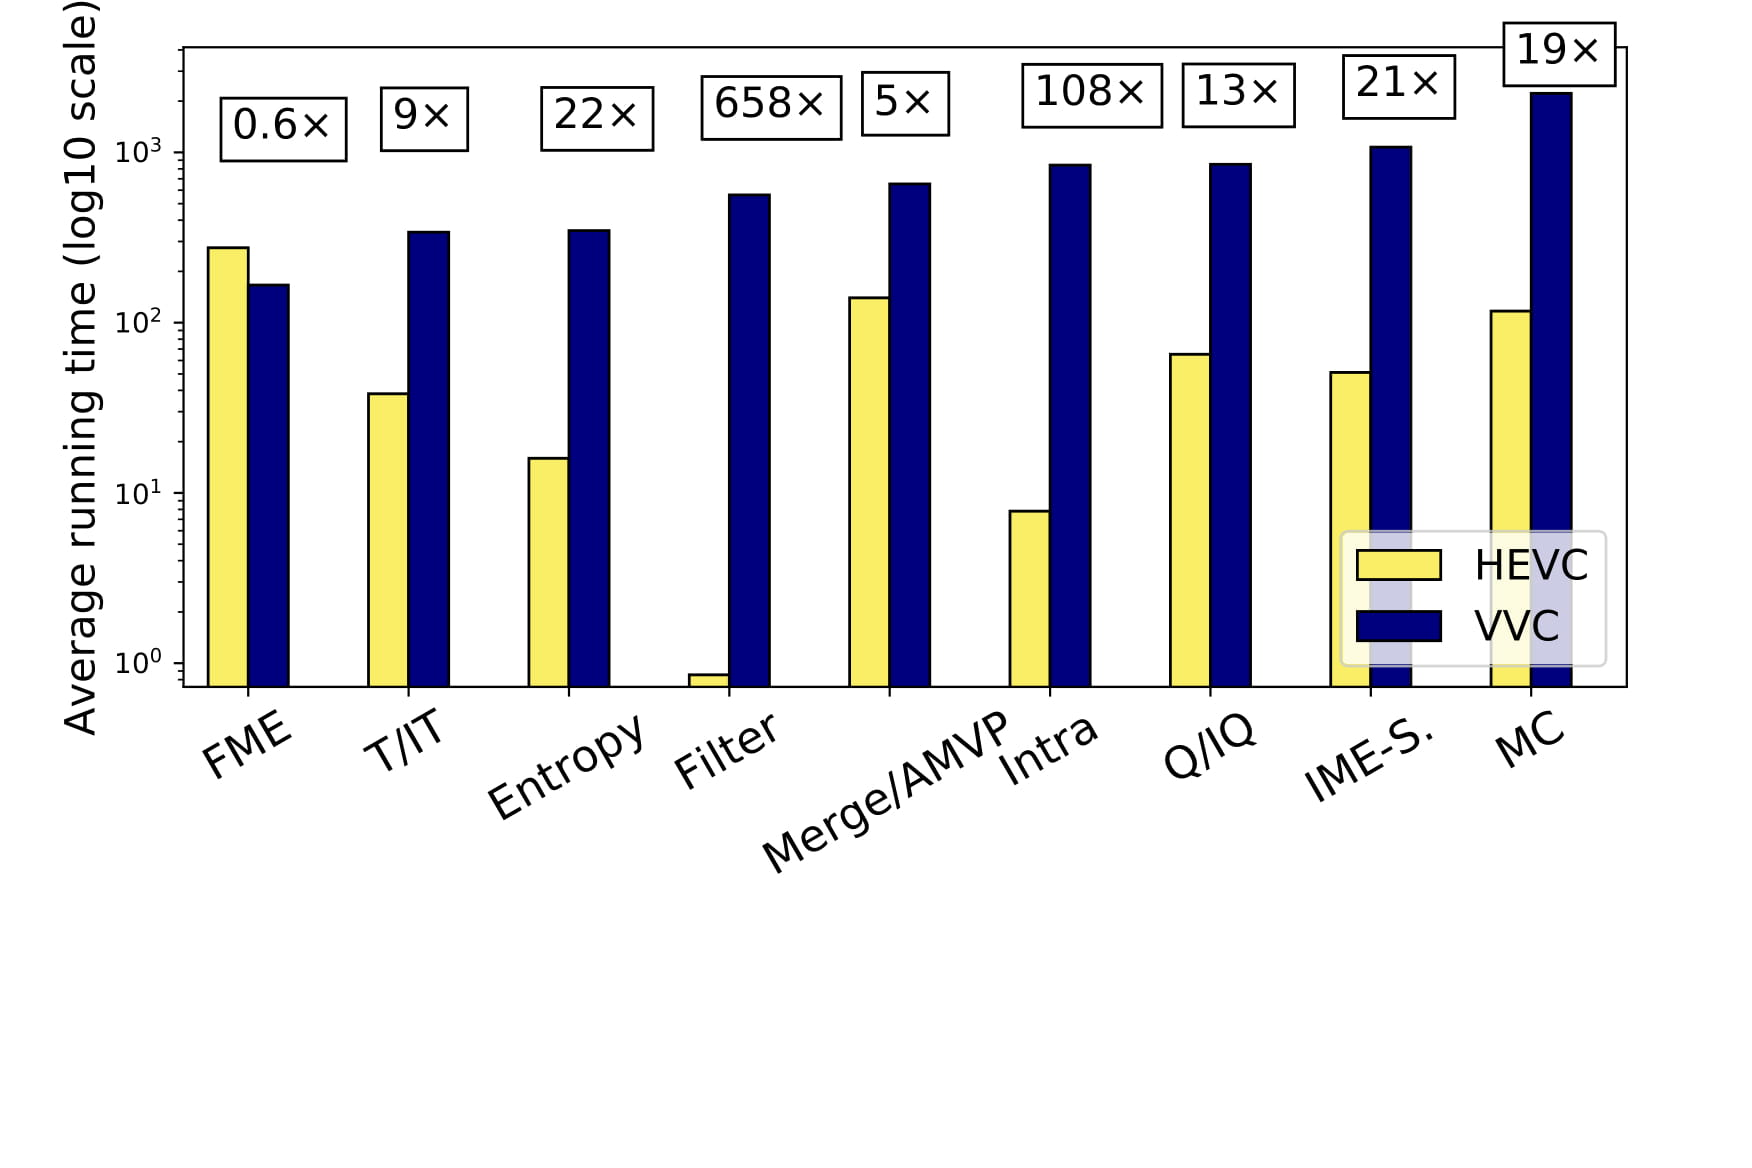 Average running time (log10 scale)
10³
10²
10¹
10⁰
0.6×
9×
22×
658×
5×
108×
13×
21×
19×
HEVC
VVC
FME
T/IT
Entropy
Filter
Merge/AMVP
Intra
Q/IQ
IME-S.
MC